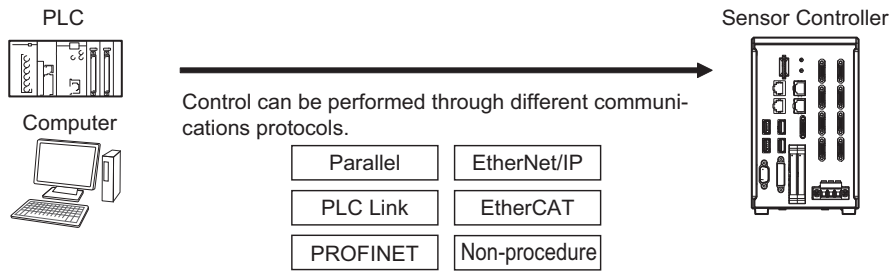 PLC
Sensor Controller
Control can be performed through different communi-
cations protocols.
Computer
Parallel
EtherNet/IP
PLC Link
EtherCAT
PROFINET
Non-procedure